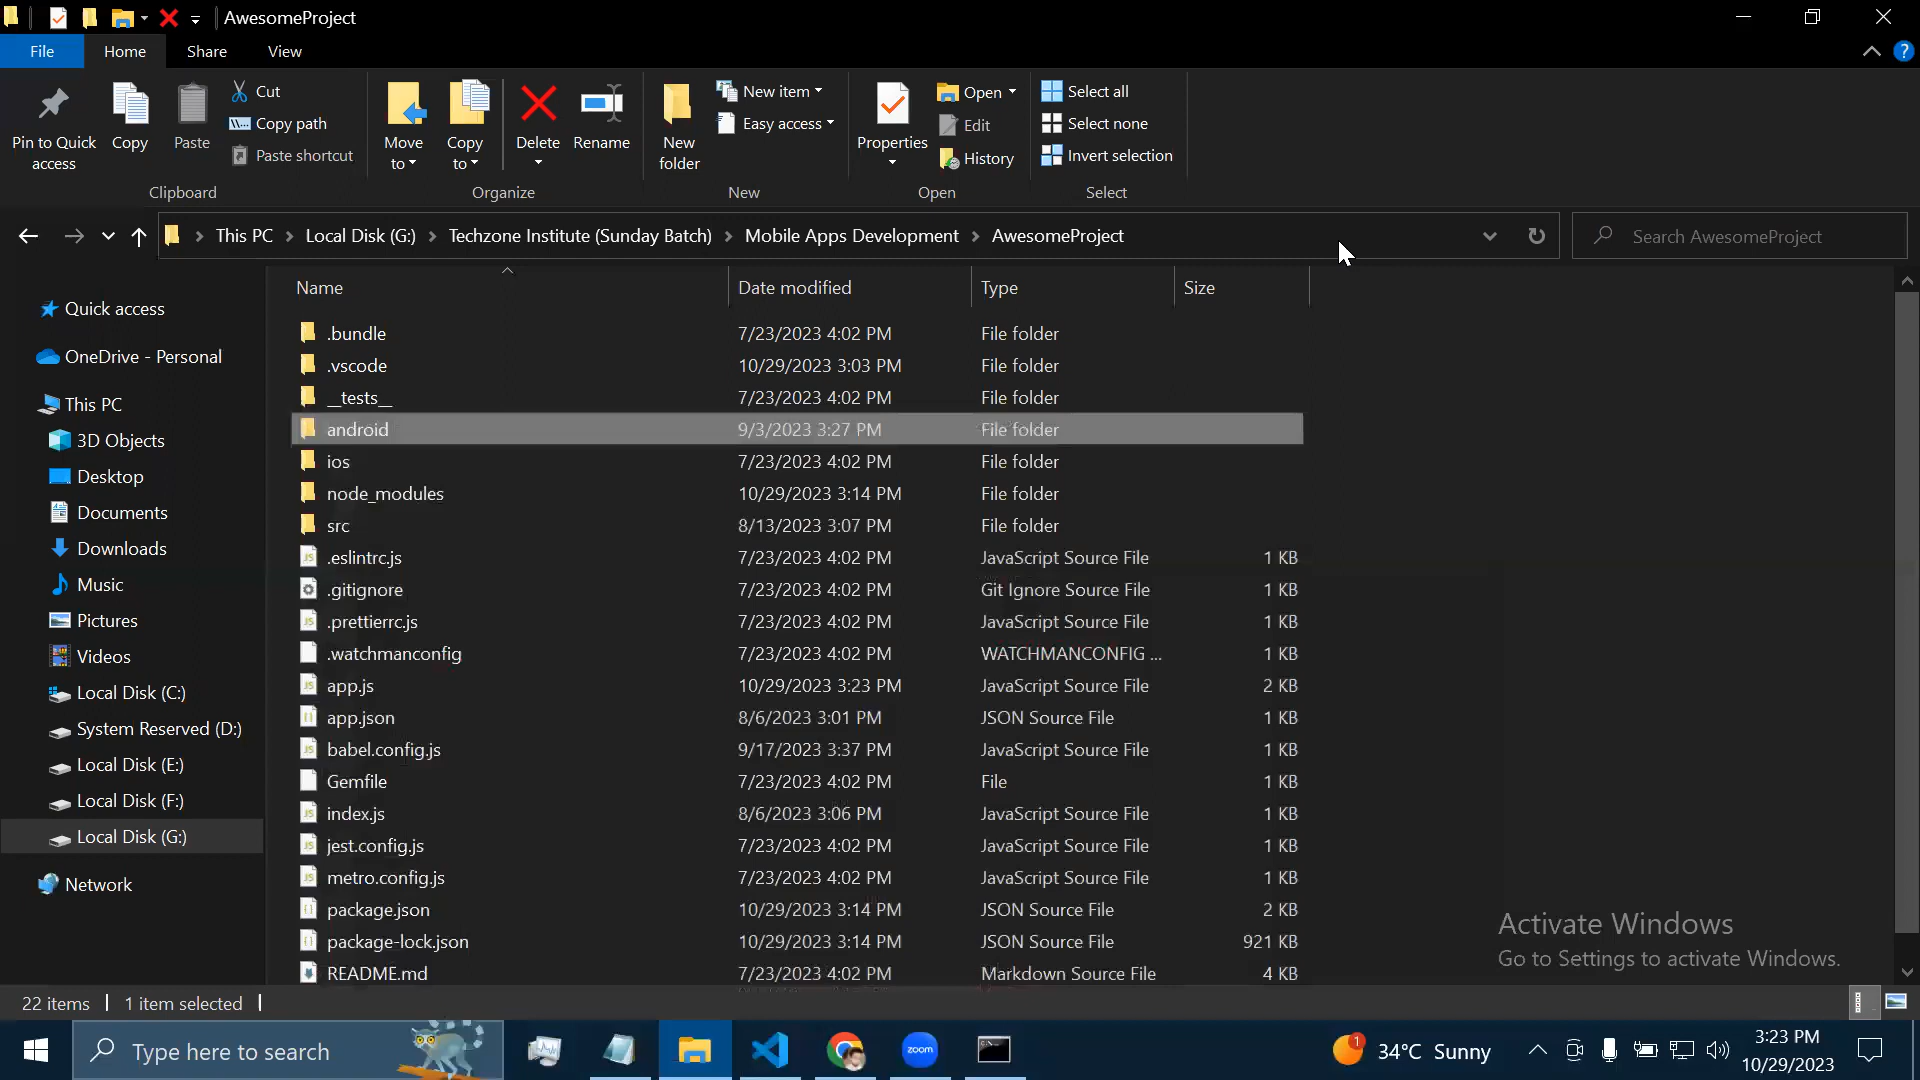 AwesomeProject
File Home Share View
Pin to Quick access
Copy
Paste
Cut
Copy path
Paste shortcut
Move to
Copy to
Delete
Rename
New folder
New item
Easy access
Properties
Open
Edit
History
Select all
Select none
Invert selection
Clipboard Organize New Open Select
This PC Local Disk (G:) Techzone Institute (Sunday Batch) Mobile Apps Development AwesomeProject
Search AwesomeProject
Quick access
OneDrive - Personal
This PC
3D Objects
Desktop
Documents
Downloads
Music
Pictures
Videos
Local Disk (C:)
System Reserved (D:)
Local Disk (E:)
Local Disk (F:)
Local Disk (G:)
Network
Name Date modified Type Size
.bundle 7/23/2023 4:02 PM File folder
.vscode 10/29/2023 3:03 PM File folder
__tests__ 7/23/2023 4:02 PM File folder
android 9/3/2023 3:27 PM File folder
ios 7/23/2023 4:02 PM File folder
node_modules 10/29/2023 3:14 PM File folder
src 8/13/2023 3:07 PM File folder
.eslintrc.js 7/23/2023 4:02 PM JavaScript Source File 1 KB
.gitignore 7/23/2023 4:02 PM Git Ignore Source File 1 KB
.prettierrc.js 7/23/2023 4:02 PM JavaScript Source File 1 KB
.watchmanconfig 7/23/2023 4:02 PM WATCHMANCONFIG ... 1 KB
app.js 10/29/2023 3:23 PM JavaScript Source File 2 KB
app.json 8/6/2023 3:01 PM JSON Source File 1 KB
babel.config.js 9/17/2023 3:37 PM JavaScript Source File 1 KB
Gemfile 7/23/2023 4:02 PM File 1 KB
index.js 8/6/2023 3:06 PM JavaScript Source File 1 KB
jest.config.js 7/23/2023 4:02 PM JavaScript Source File 1 KB
metro.config.js 7/23/2023 4:02 PM JavaScript Source File 1 KB
package.json 10/29/2023 3:14 PM JSON Source File 2 KB
package-lock.json 10/29/2023 3:14 PM JSON Source File 921 KB
README.md 7/23/2023 4:02 PM Markdown Source File 4 KB
Activate Windows
Go to Settings to activate Windows.
22 items 1 item selected
Type here to search
zoom
1
34°C Sunny
3:23 PM
10/29/2023